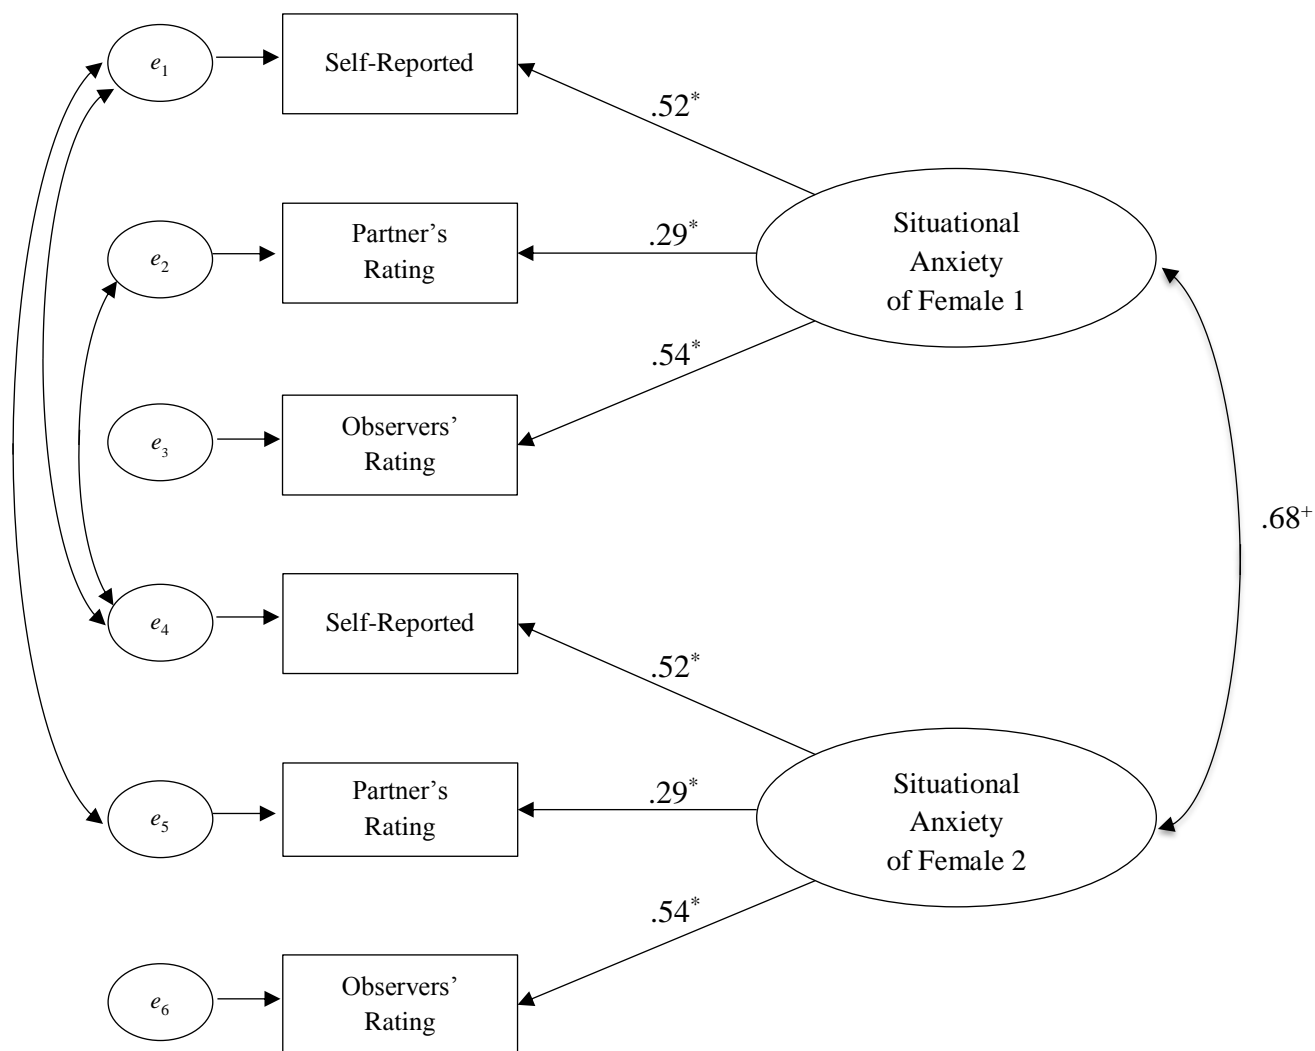 e1
Self-Reported
.52*
e2
Partner’s
Rating
.29*
Situational
Anxiety
of Female 1
.54*
e3
Observers’
Rating
.68+
e4
Self-Reported
.52*
e5
Partner’s
Rating
.29*
Situational
Anxiety
of Female 2
.54*
e6
Observers’
Rating